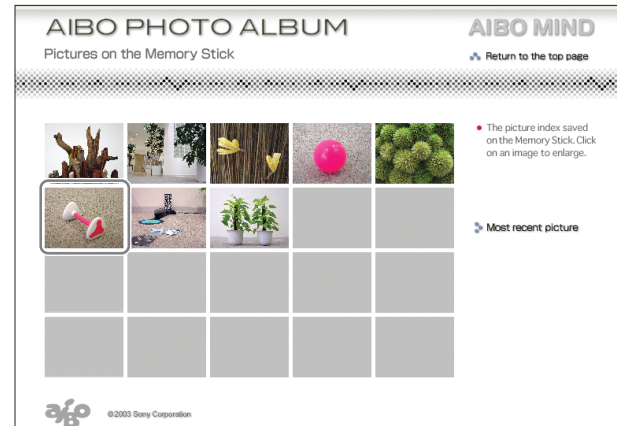 AIBO PHOTO ALBUM
Pictures on the Memory Stick
AIBO MIND
Return to the top page
The picture index saved
on the Memory Stick. Click
on an image to enlarge.
Most recent picture
aiBo
©2003 Sony Corporation